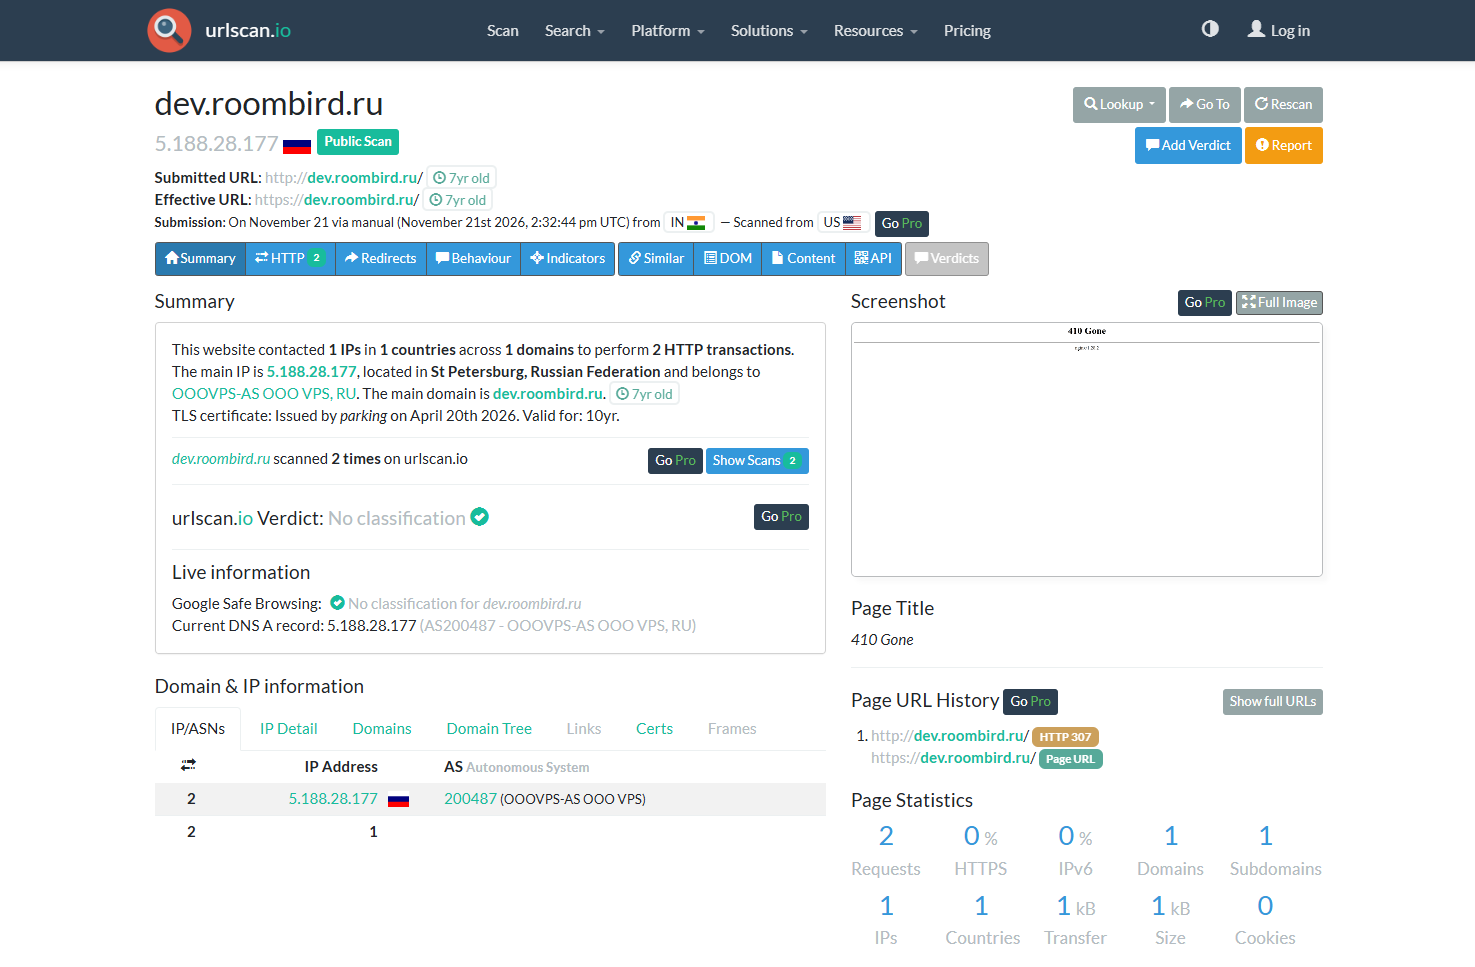 urlscan.io
Scan Search Platform Solutions Resources Pricing Log in
dev.roombird.ru
Lookup Go To Rescan
5.188.28.177 Public Scan
Add Verdict Report
Submitted URL: http://dev.roombird.ru/ 7yr old
Effective URL: https://dev.roombird.ru/ 7yr old
Submission: On November 21 via manual (November 21st 2026, 2:32:44 pm UTC) from IN — Scanned from US Go Pro
Summary HTTP 2 Redirects Behaviour Indicators Similar DOM Content API Verdicts
Summary
This website contacted 1 IPs in 1 countries across 1 domains to perform 2 HTTP transactions.
The main IP is 5.188.28.177, located in St Petersburg, Russian Federation and belongs to
OOOVPS-AS OOO VPS, RU. The main domain is dev.roombird.ru. 7yr old
TLS certificate: Issued by parking on April 20th 2026. Valid for: 10yr.
dev.roombird.ru scanned 2 times on urlscan.io Go Pro Show Scans 2
urlscan.io Verdict: No classification Go Pro
Live information
Google Safe Browsing: No classification for dev.roombird.ru
Current DNS A record: 5.188.28.177 (AS200487 - OOOVPS-AS OOO VPS, RU)
Domain & IP information
IP/ASNs IP Detail Domains Domain Tree Links Certs Frames
IP Address AS Autonomous System
2 5.188.28.177 200487 (OOOVPS-AS OOO VPS)
2 1
Screenshot Go Pro Full Image
410 Gone
Page Title
410 Gone
Page URL History Go Pro Show full URLs
1. http://dev.roombird.ru/ HTTP 307
https://dev.roombird.ru/ Page URL
Page Statistics
2 0 % 0 % 1 1
Requests HTTPS IPv6 Domains Subdomains
1 1 1 kB 1 kB 0
IPs Countries Transfer Size Cookies